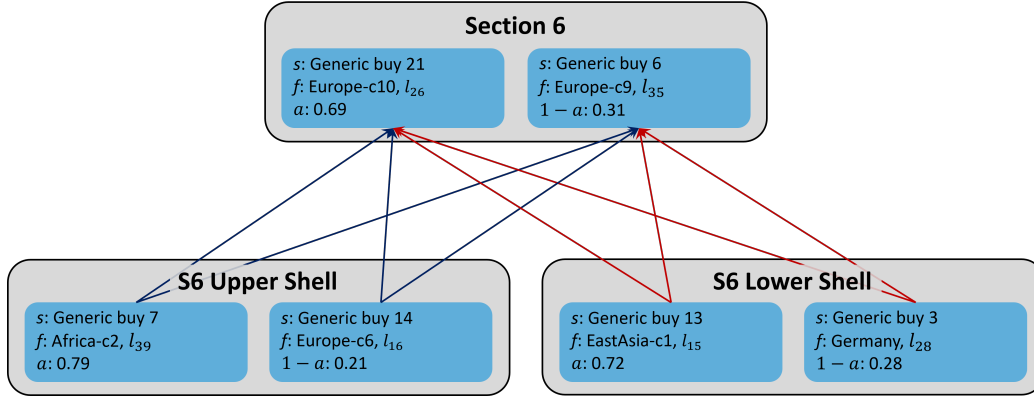 Section 6
s: Generic buy 21
f: Europe-c10, l₂₆
a: 0.69
s: Generic buy 6
f: Europe-c9, l₃₅
1 − a: 0.31
S6 Upper Shell
s: Generic buy 7
f: Africa-c2, l₃₉
a: 0.79
s: Generic buy 14
f: Europe-c6, l₁₆
1 − a: 0.21
S6 Lower Shell
s: Generic buy 13
f: EastAsia-c1, l₁₅
a: 0.72
s: Generic buy 3
f: Germany, l₂₈
1 − a: 0.28